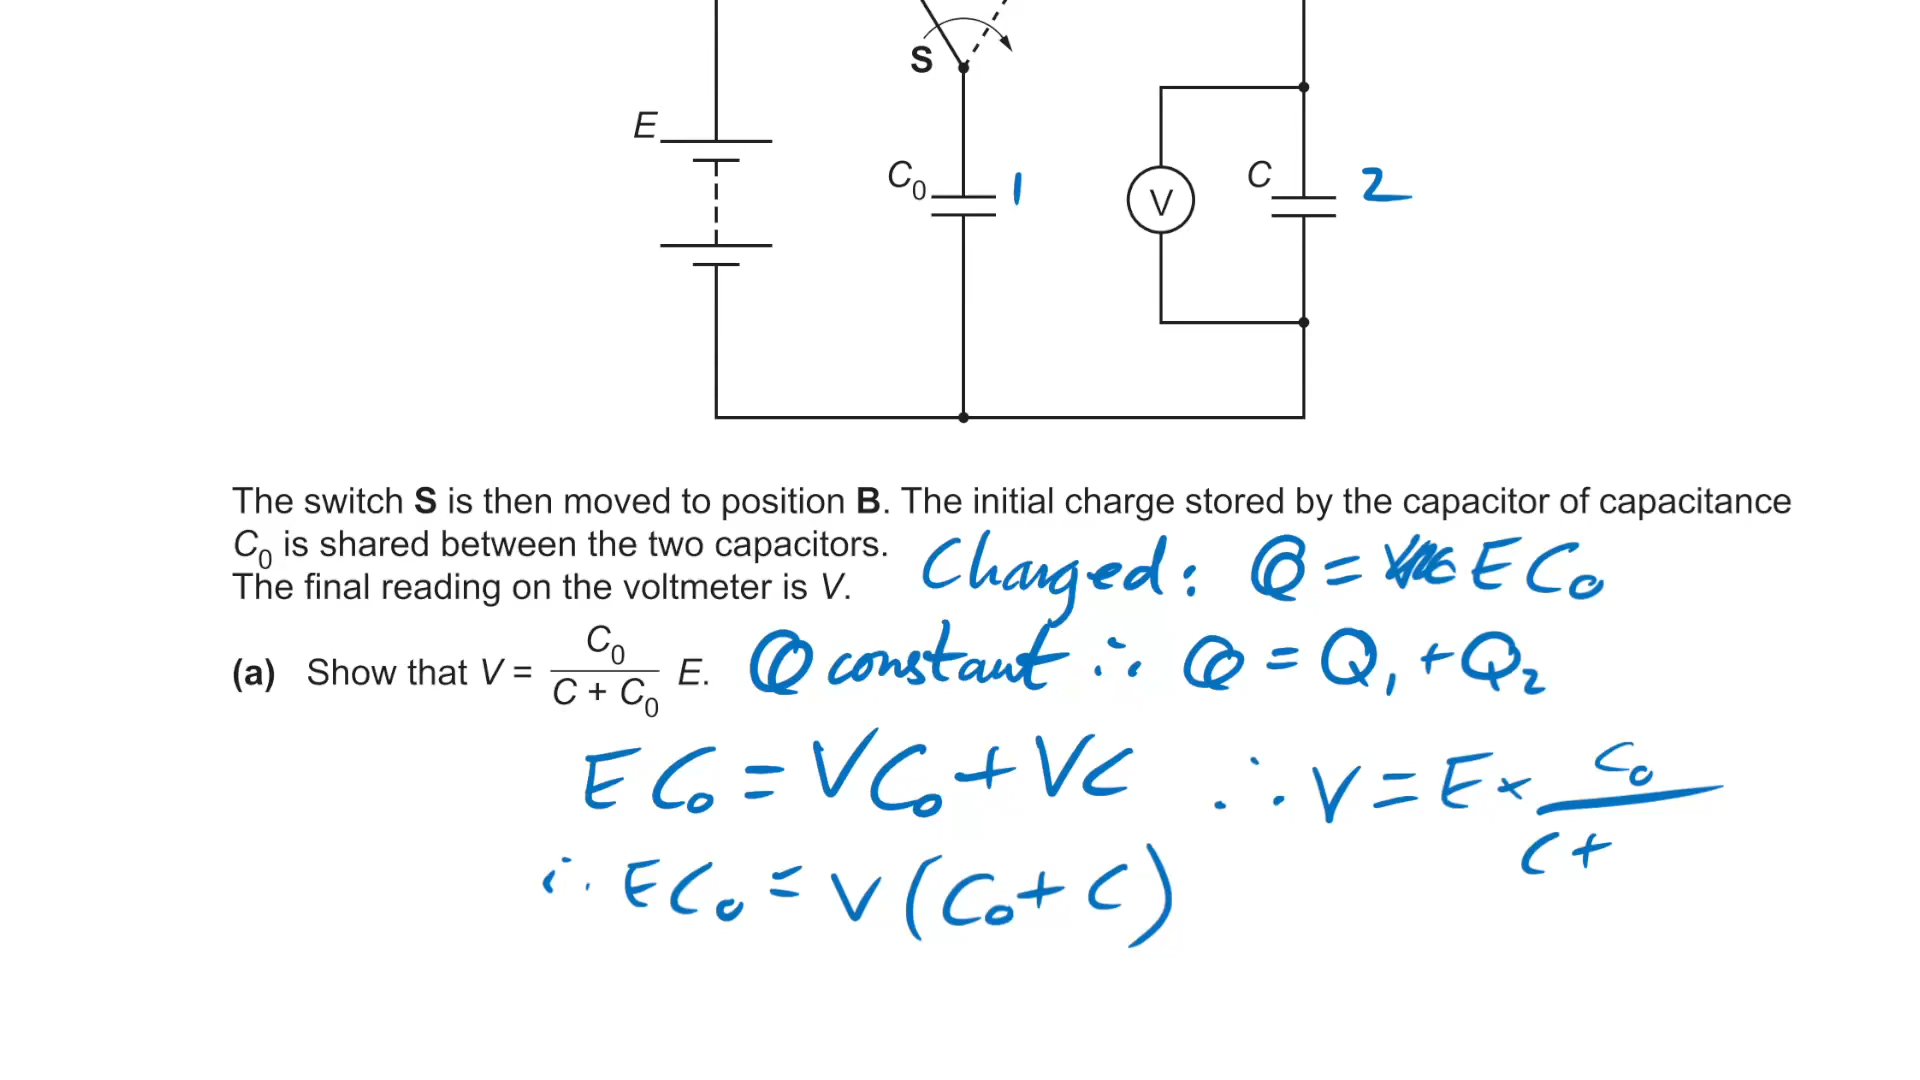 S
E
C₀ 1 V C 2
The switch S is then moved to position B. The initial charge stored by the capacitor of capacitance
C₀ is shared between the two capacitors.
The final reading on the voltmeter is V.
Charged: Q = E C₀
(a) Show that V = C₀ / (C + C₀) E.
Q constant ∴ Q = Q₁ + Q₂
E C₀ = V C₀ + V C ∴ V = E × C₀ / C +
∴ E C₀ = V (C₀ + C)